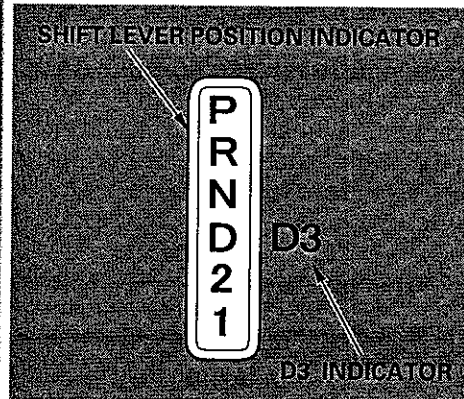 SHIFT LEVER POSITION INDICATOR
P
R
N
D
2
1
D3
D3 INDICATOR